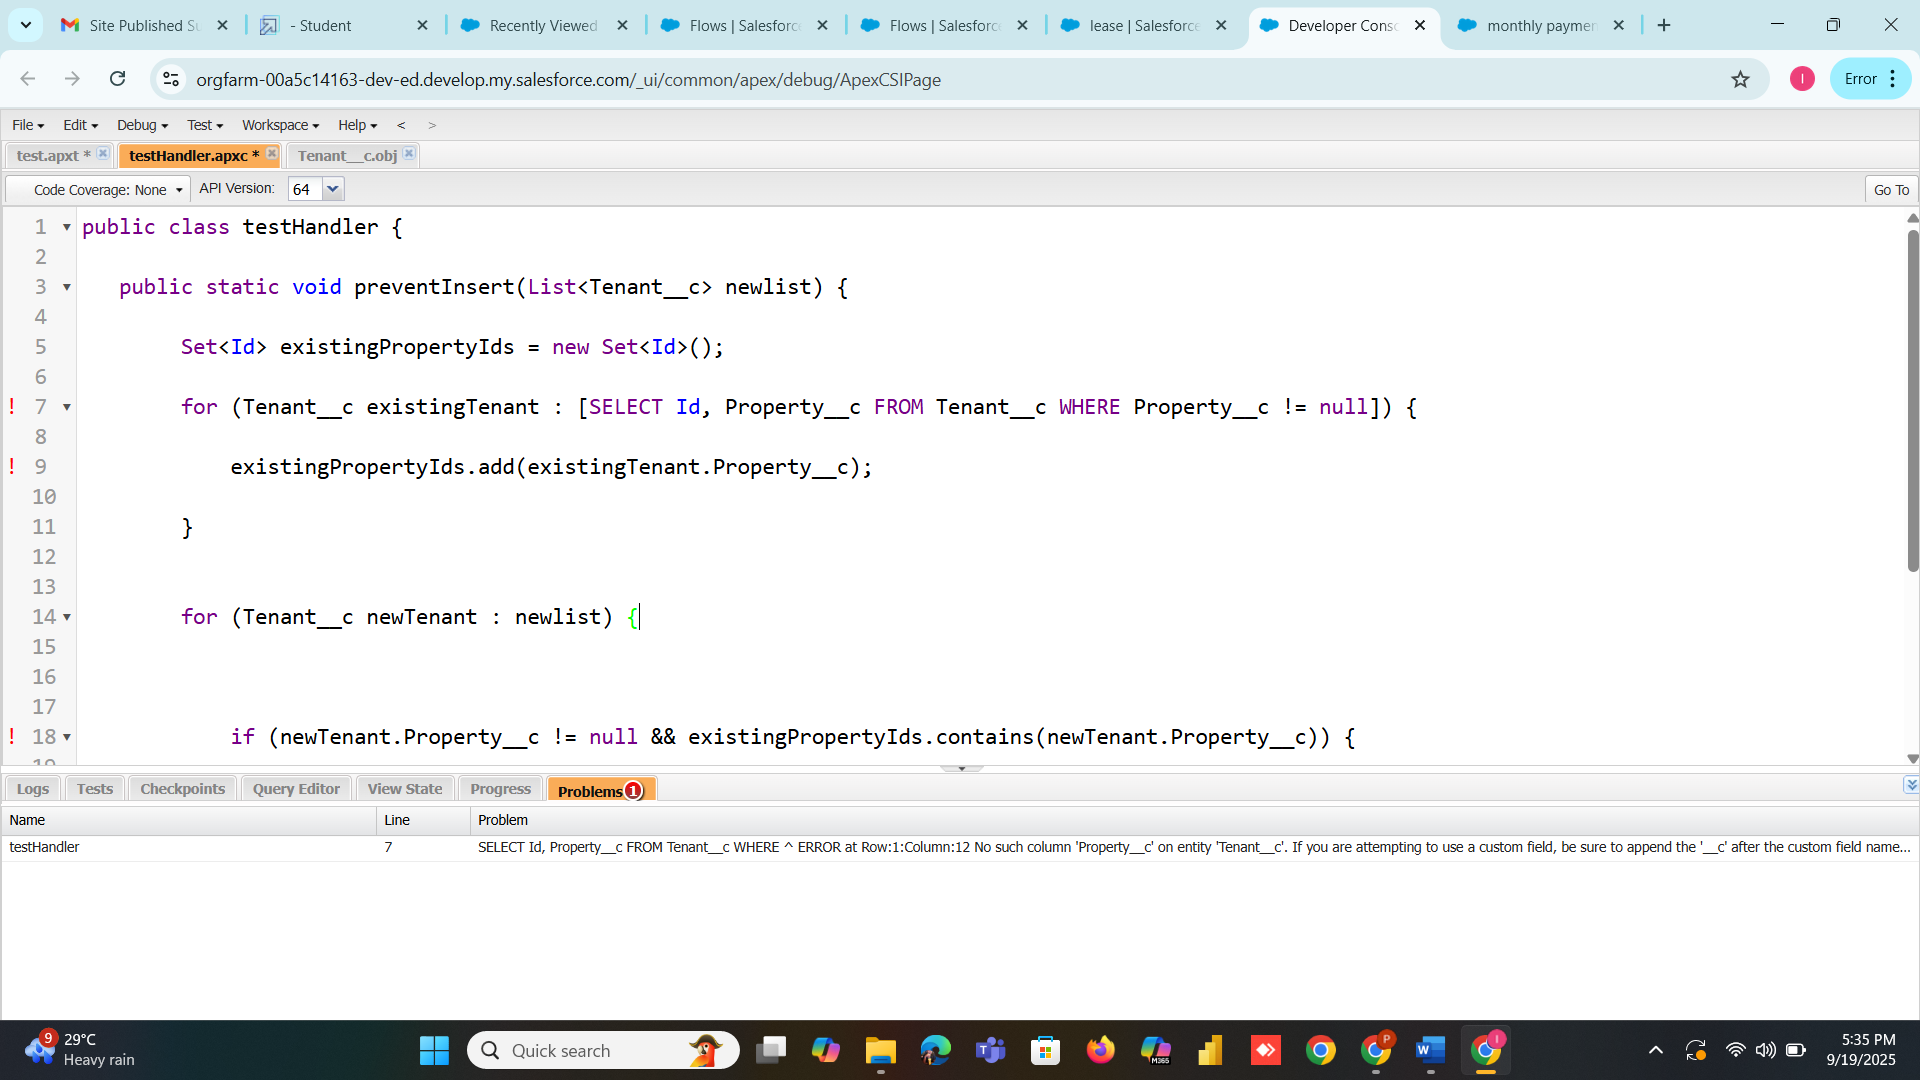 Site Published Su
- Student
Recently Viewed
Flows | Salesforce
Flows | Salesforce
lease | Salesforce
Developer Conso
monthly paymen
orgfarm-00a5c14163-dev-ed.develop.my.salesforce.com/_ui/common/apex/debug/ApexCSIPage
I
Error
File Edit Debug Test Workspace Help < >
test.apxt *
testHandler.apxc *
Tenant__c.obj
Code Coverage: None API Version: 64 Go To
1 public class testHandler {
2
3 public static void preventInsert(List<Tenant__c> newlist) {
4
5 Set<Id> existingPropertyIds = new Set<Id>();
6
! 7 for (Tenant__c existingTenant : [SELECT Id, Property__c FROM Tenant__c WHERE Property__c != null]) {
8
! 9 existingPropertyIds.add(existingTenant.Property__c);
10
11 }
12
13
14 for (Tenant__c newTenant : newlist) {
15
16
17
! 18 if (newTenant.Property__c != null && existingPropertyIds.contains(newTenant.Property__c)) {
19
Logs Tests Checkpoints Query Editor View State Progress Problems 1
Name Line Problem
testHandler 7 SELECT Id, Property__c FROM Tenant__c WHERE ^ ERROR at Row:1:Column:12 No such column 'Property__c' on entity 'Tenant__c'. If you are attempting to use a custom field, be sure to append the '__c' after the custom field name...
9
29°C
Heavy rain
Quick search
M365
P
I
5:35 PM
9/19/2025